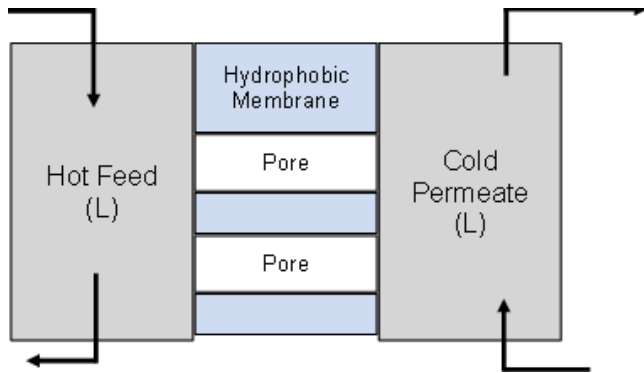 Hydrophobic
Membrane
Pore
Pore
Hot Feed
(L)
Cold
Permeate
(L)